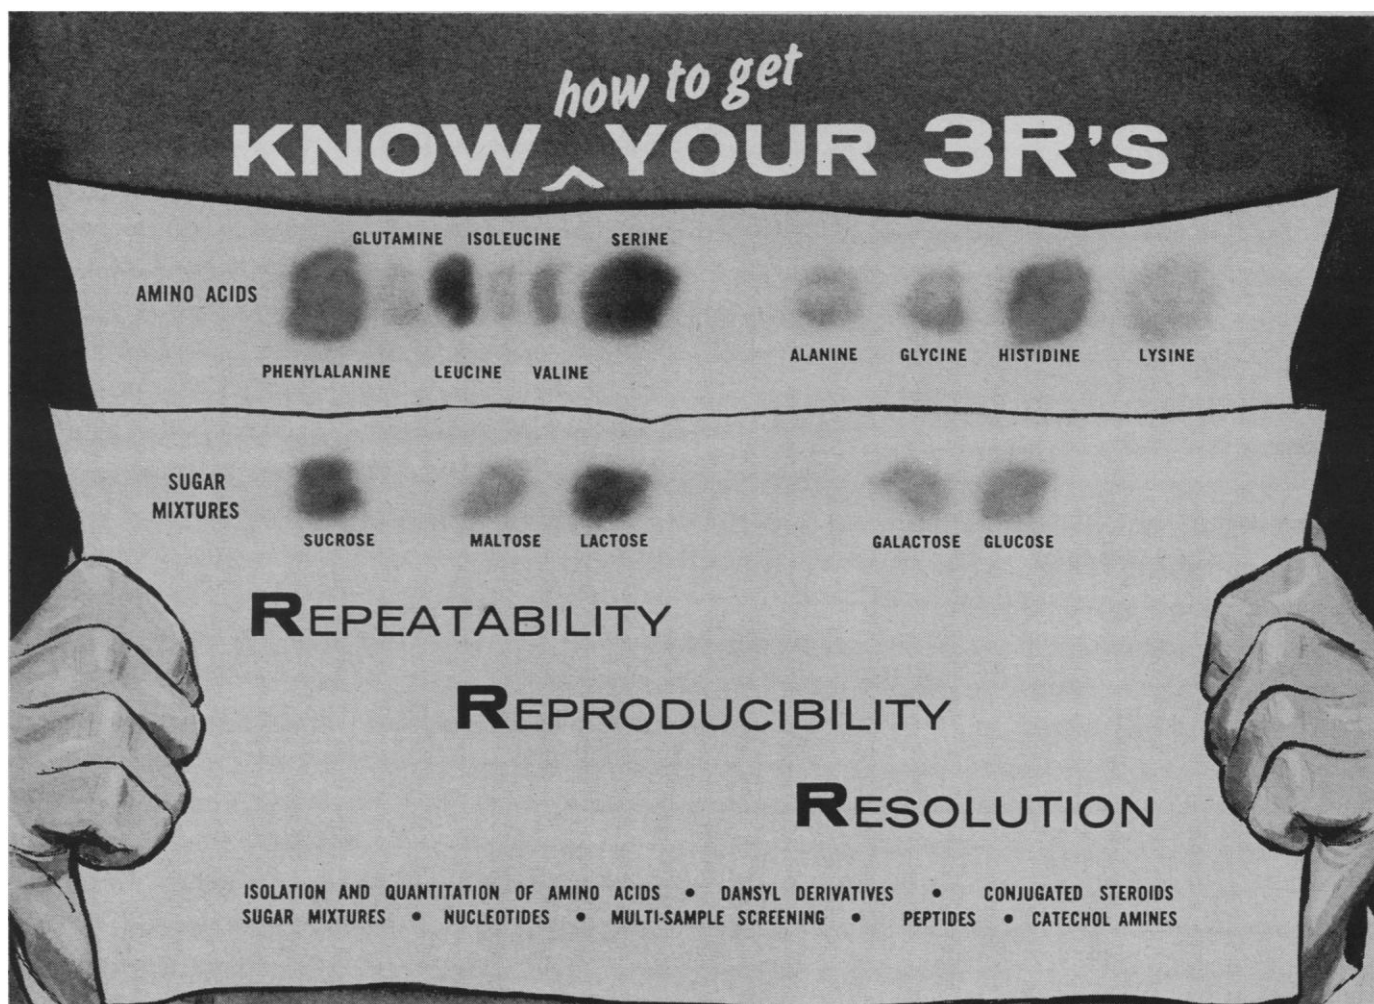 how to get
KNOW ^ YOUR 3R'S
GLUTAMINE ISOLEUCINE SERINE
AMINO ACIDS
ALANINE GLYCINE HISTIDINE LYSINE
PHENYLALANINE LEUCINE VALINE
SUGAR
MIXTURES
SUCROSE MALTOSE LACTOSE GALACTOSE GLUCOSE
REPEATABILITY
REPRODUCIBILITY
RESOLUTION
ISOLATION AND QUANTITATION OF AMINO ACIDS • DANSYL DERIVATIVES • CONJUGATED STEROIDS
SUGAR MIXTURES • NUCLEOTIDES • MULTI-SAMPLE SCREENING • PEPTIDES • CATECHOL AMINES